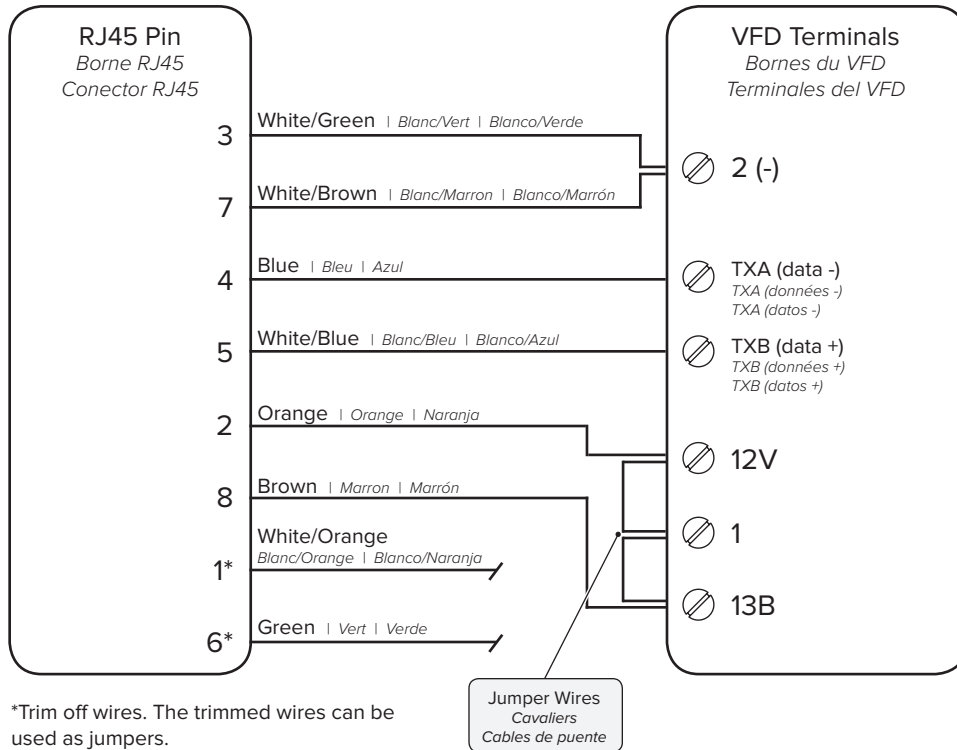 RJ45 Pin
Borne RJ45
Conector RJ45
VFD Terminals
Bornes du VFD
Terminales del VFD
3
White/Green | Blanc/Vert | Blanco/Verde
2 (-)
7
White/Brown | Blanc/Marron | Blanco/Marrón
4
Blue | Bleu | Azul
TXA (data -)
TXA (données -)
TXA (datos -)
5
White/Blue | Blanc/Bleu | Blanco/Azul
TXB (data +)
TXB (données +)
TXB (datos +)
2
Orange | Orange | Naranja
12V
8
Brown | Marron | Marrón
1
1*
White/Orange
Blanc/Orange | Blanco/Naranja
13B
6*
Green | Vert | Verde
Jumper Wires
Cavaliers
Cables de puente
*Trim off wires. The trimmed wires can be
used as jumpers.